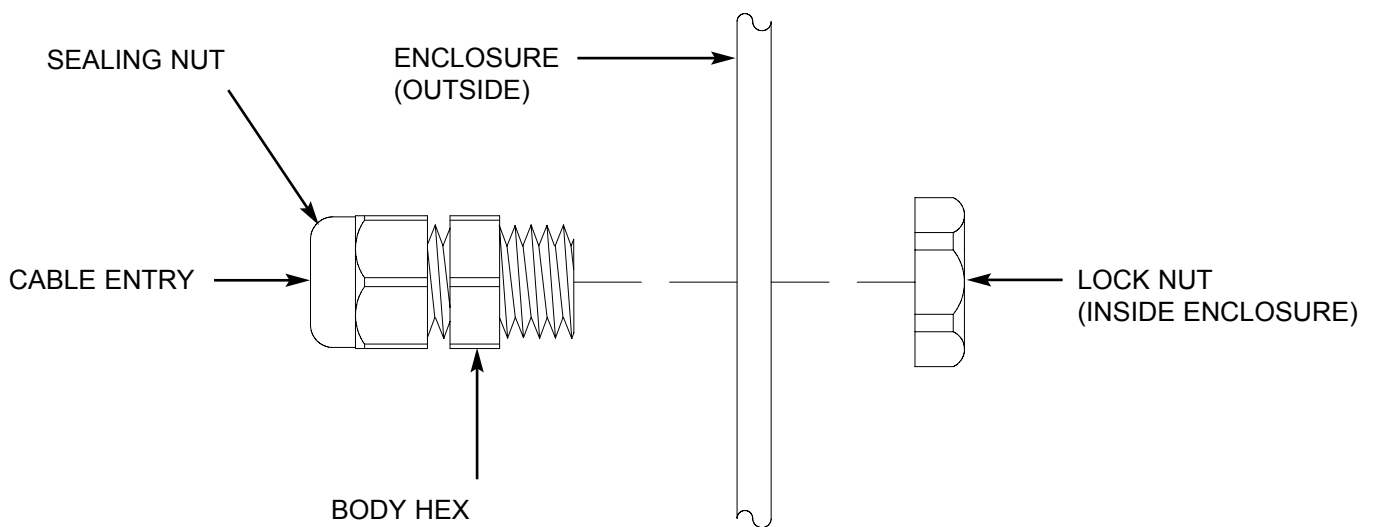 SEALING NUT
ENCLOSURE
(OUTSIDE)
CABLE ENTRY
LOCK NUT
(INSIDE ENCLOSURE)
BODY HEX